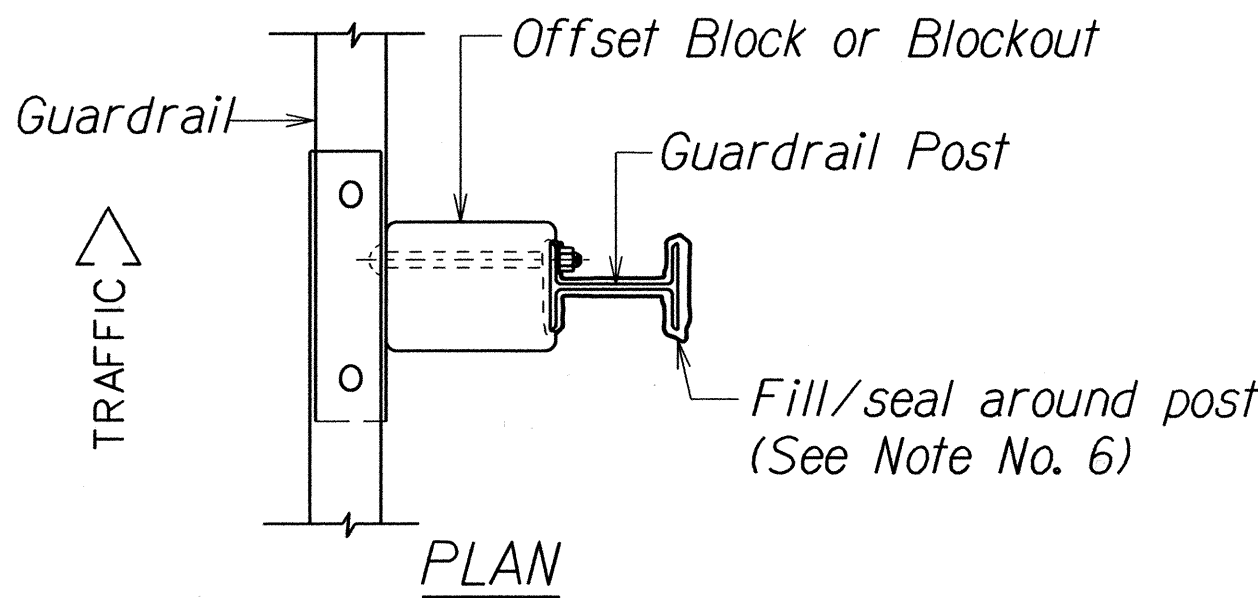 Offset Block or Blockout
Guardrail
Guardrail Post
TRAFFIC
Fill/seal around post
(See Note No. 6)
PLAN